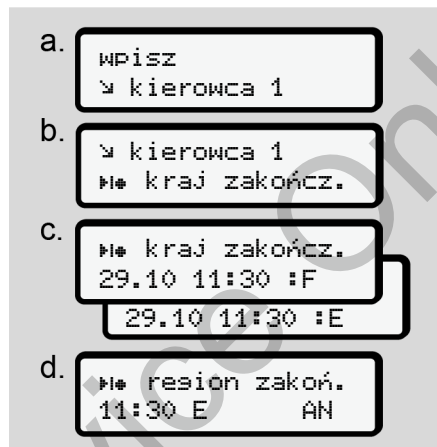 a.
wpisz
↘ kierowca 1
b.
↘ kierowca 1
kraj zakończ.
c.
kraj zakończ.
29.10 11:30 :F
29.10 11:30 :E
d.
region zakoń.
11:30 E AN